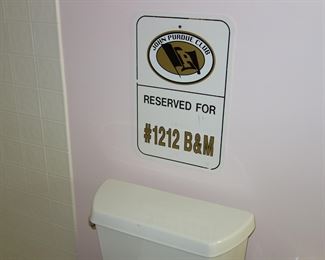 JOHN PURDUE CLUB
RESERVED FOR
#1212 B&M